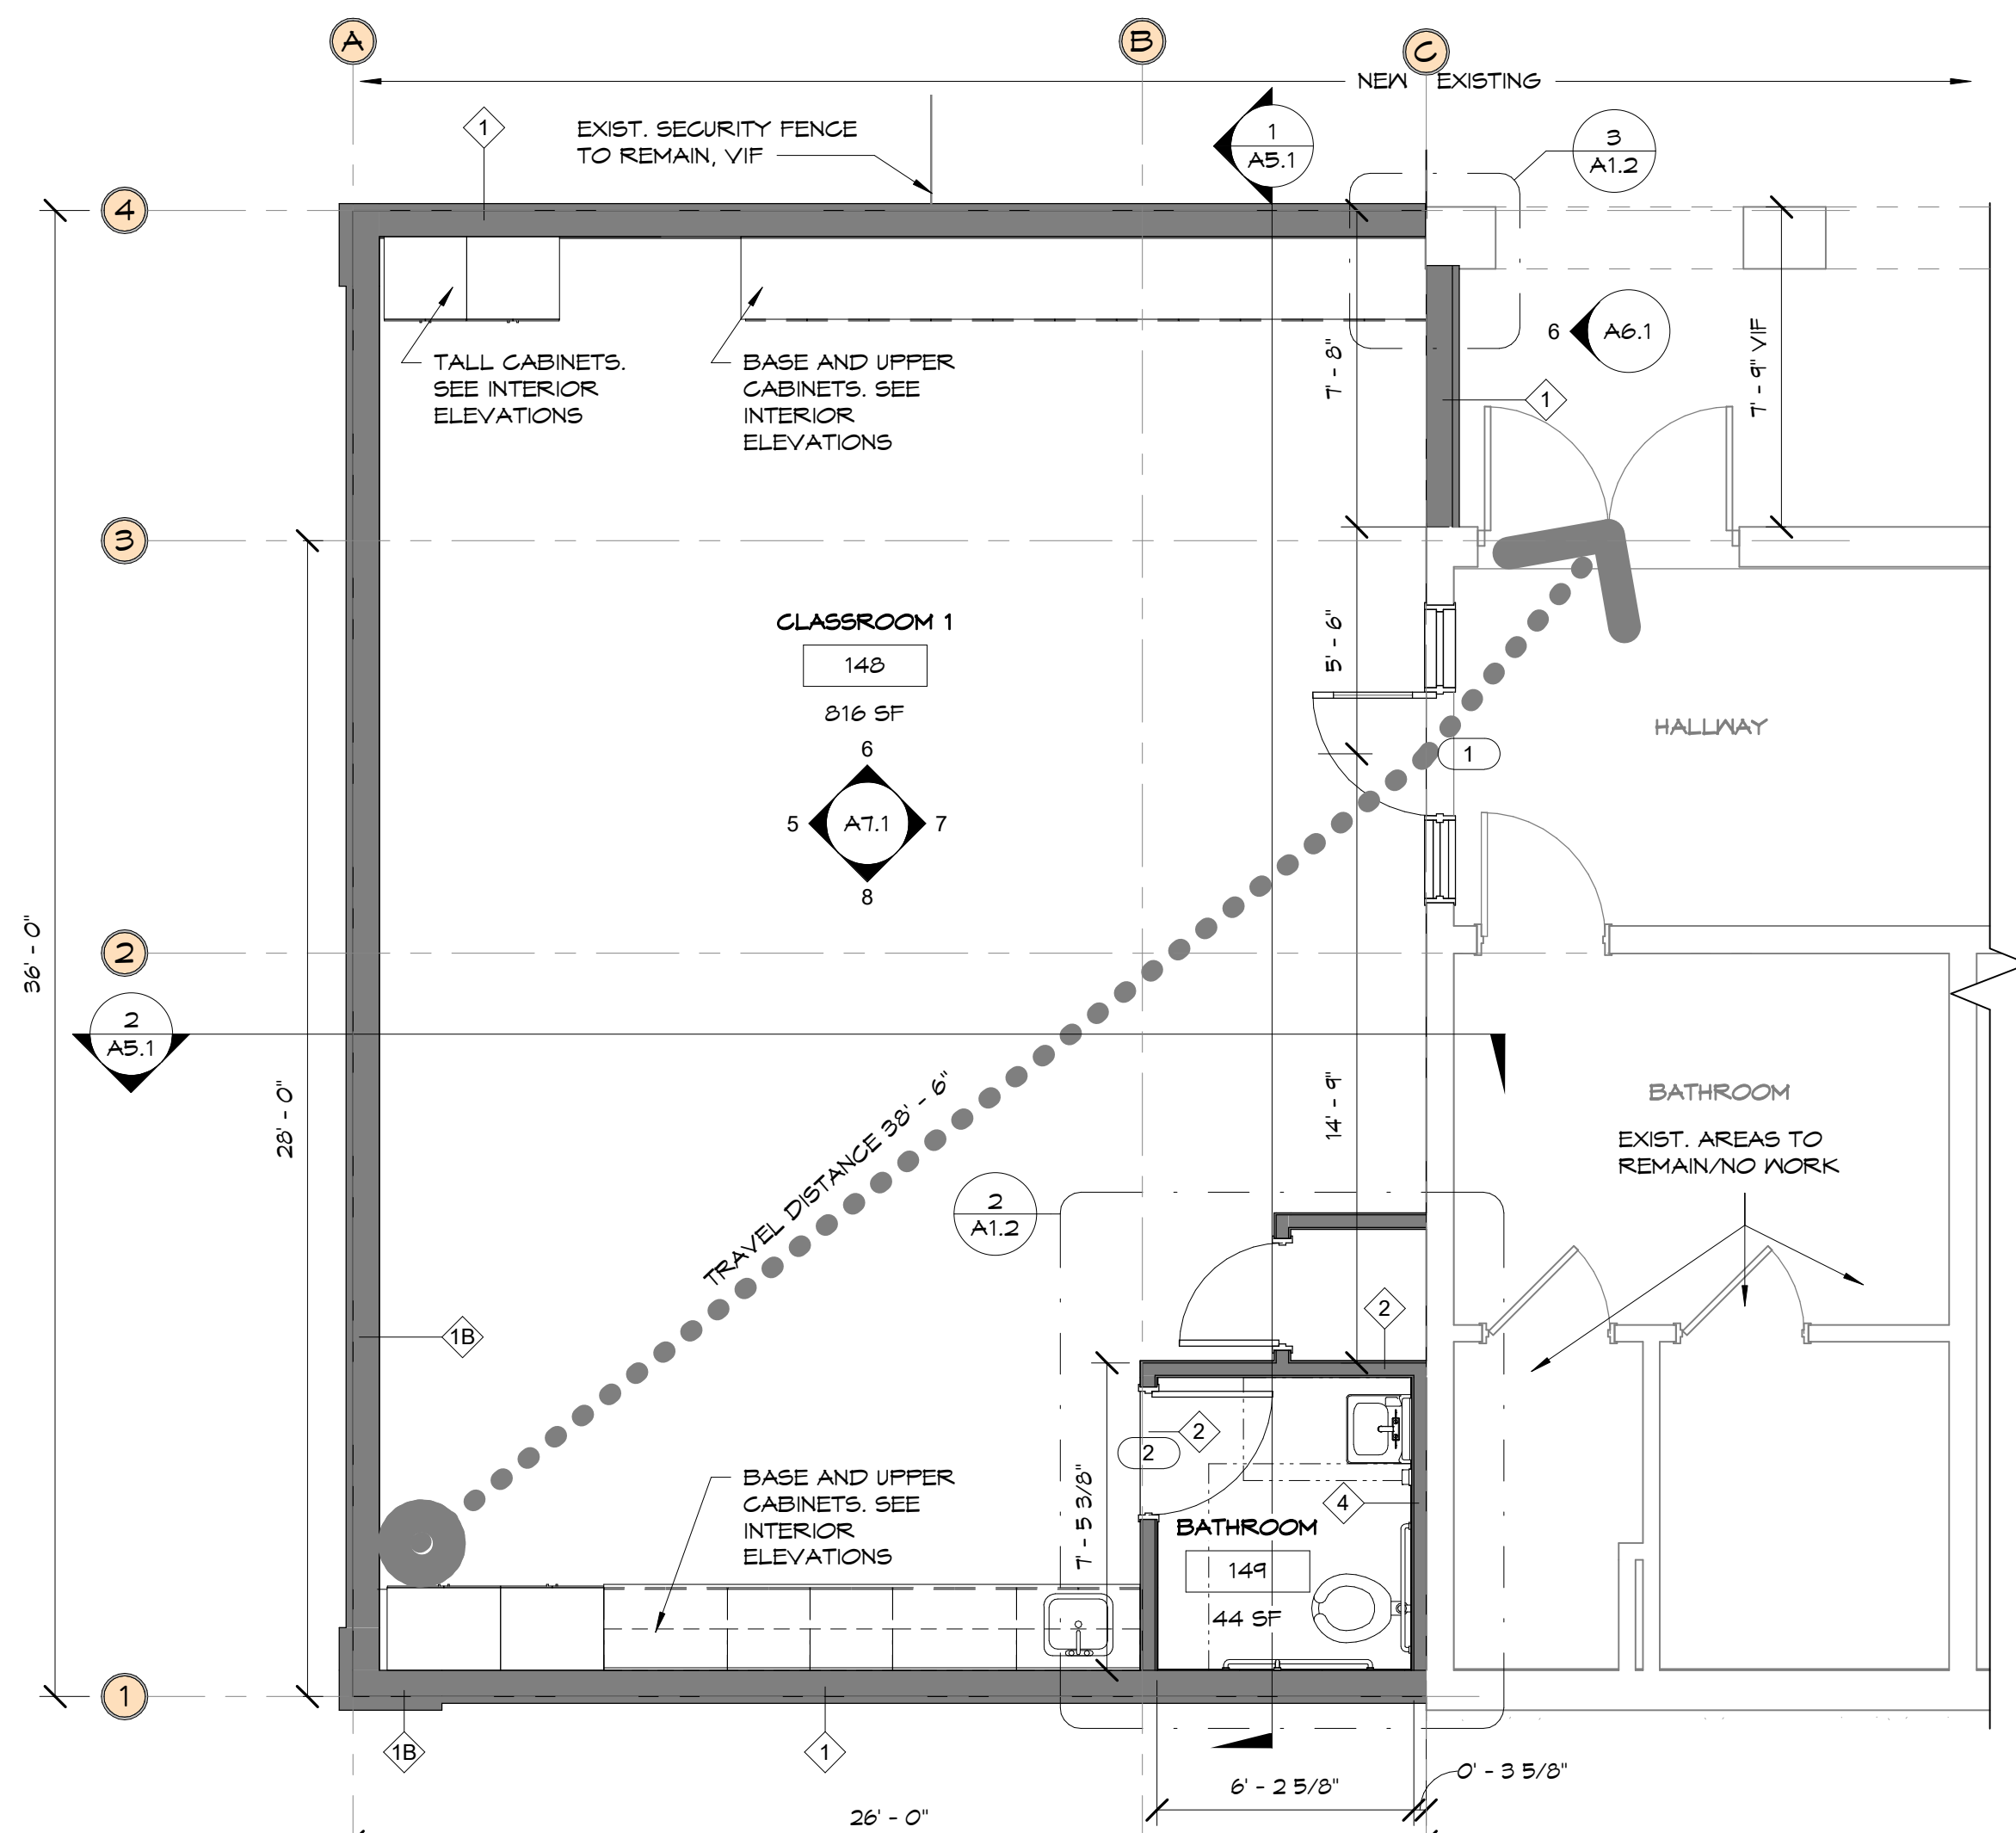 A
B
C
NEW
EXISTING
1
EXIST. SECURITY FENCE
TO REMAIN, VIF
1
A5.1
3
A1.2
4
TALL CABINETS.
SEE INTERIOR
ELEVATIONS
BASE AND UPPER
CABINETS. SEE
INTERIOR
ELEVATIONS
7' - 8"
6
A6.1
7' - 9" VIF
1
3
CLASSROOM 1
148
816 SF
5' - 6"
HALLWAY
1
6
5
A7.1
7
8
36' - 0"
2
2
A5.1
28' - 0"
14' - 9"
BATHROOM
EXIST. AREAS TO
REMAIN/NO WORK
TRAVEL DISTANCE 38' - 6"
2
A1.2
1B
2
2
2
BASE AND UPPER
CABINETS. SEE
INTERIOR
ELEVATIONS
7' - 5 3/8"
4
BATHROOM
149
44 SF
1
1B
1
6' - 2 5/8"
0' - 3 5/8"
26' - 0"